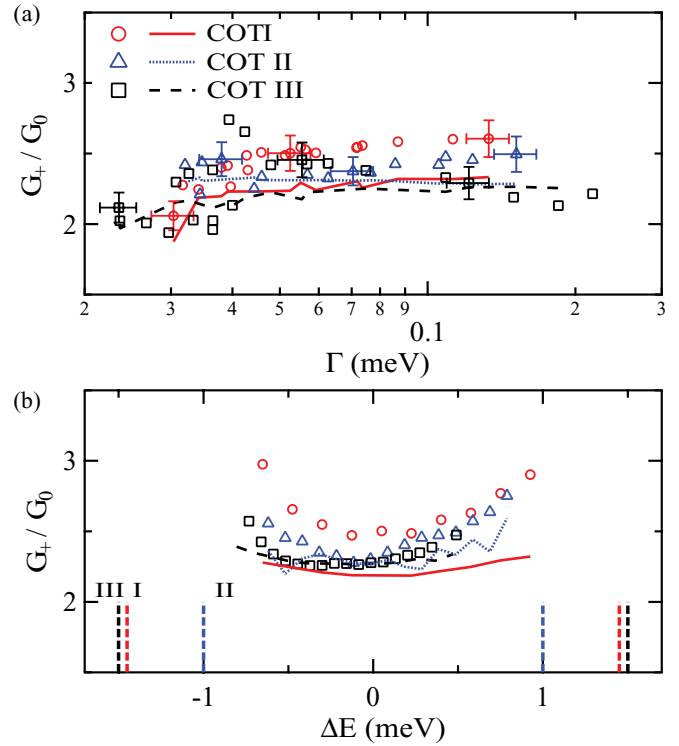 (a)
COTI
COT II
COT III
3
2
G+ / G0
2 3 4 5 6 7 8 9 0.1 2 3
Γ (meV)
(b)
3
2
G+ / G0
III I II
-1 0 1
ΔE (meV)